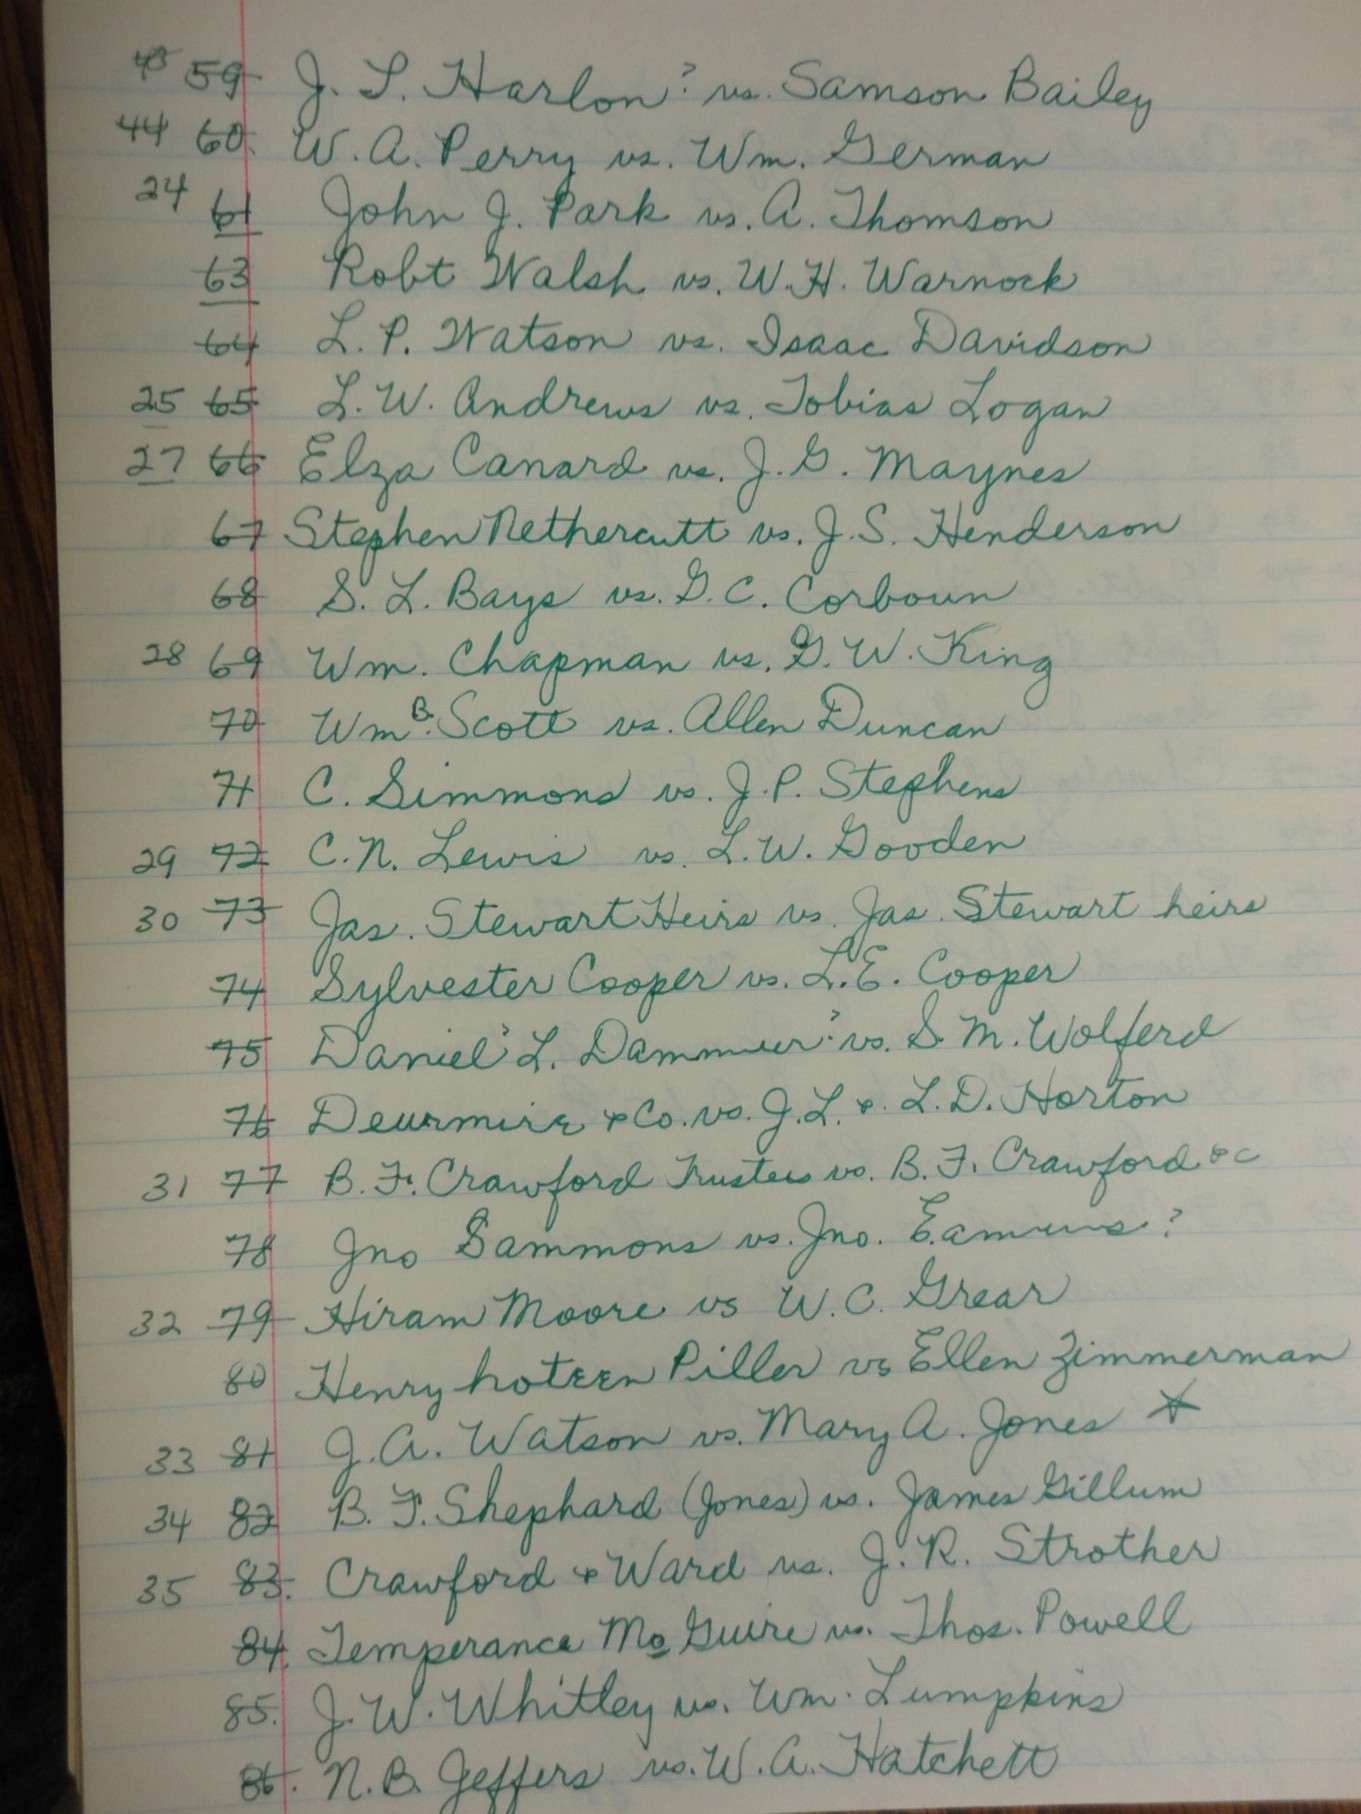 43 59 J. L. Harlon? vs. Samson Bailey
44 60. W. A. Perry vs. Wm. German
24 61 John J. Park vs. A. Thomson
63 Robt Walsh vs. W. H. Warnock
64 L. P. Watson vs. Isaac Davidson
25 65 L. W. Andrews vs. Tobias Logan
27 66 Elza Canard vs. J. G. Maynes
67 Stephen Nethercutt vs. J. S. Henderson
68 S. L. Bays vs. G. C. Corboun
28 69 Wm. Chapman vs. G. W. King
70 Wm B. Scott vs. Allen Duncan
71 C. Simmons vs. J. P. Stephens
29 72 C. N. Lewis vs. L. W. Gooden
30 73 Jas. Stewart Heirs vs. Jas. Stewart heirs
74 Sylvester Cooper vs. L. E. Cooper
75 Daniel? L. vs. S. M. Wolferd
76 & Co. vs. J. L. & L. D. Horton
31 77 B. F. Crawford Trustees vs. B. F. Crawford &c
78 Jno Sammons vs. Jno.
32 79 Hiram Moore vs W. C. Grear
80 Henry Piller vs Ellen Zimmerman
33 81 J. A. Watson vs. Mary A. Jones
34 82 B. F. Shephard (Jones) vs. James Gillum
35 83. Crawford & Ward vs. J. R. Strother
84. Temperance Mc Guire vs. Thos. Powell
85. J. W. Whitley vs. Wm. Lumpkins
86. N. B. Jeffers vs. W. A. Hatchett